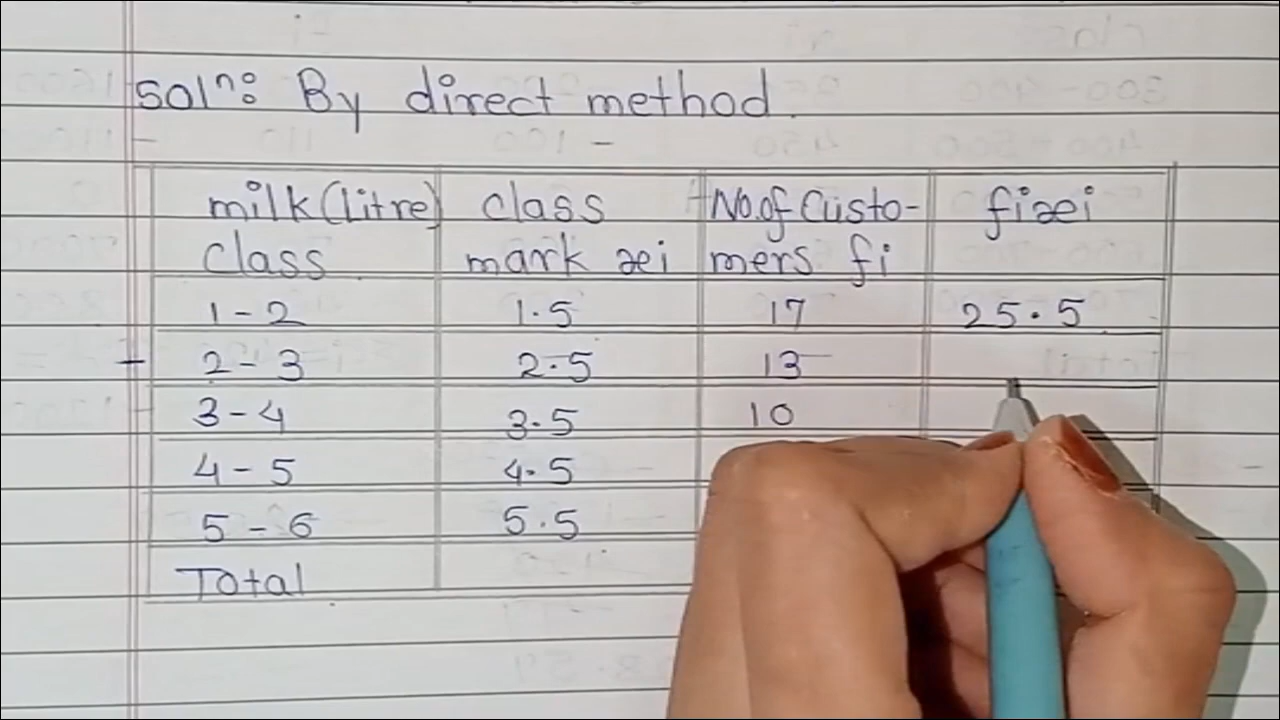 Solⁿ: By direct method.
milk(litre) class No.of Custo- fixi
class mark xi mers fi
1-2 1.5 17 25.5
2-3 2.5 13
3-4 3.5 10
4-5 4.5
5-6 5.5
Total